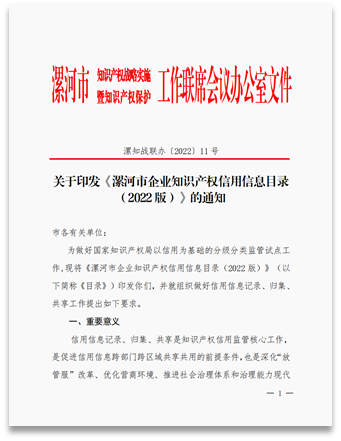 漯河市 知识产权战略实施
暨知识产权保护 工作联席会议办公室文件
漯知战联办〔2022〕11 号
关于印发《漯河市企业知识产权信用信息目录
（2022 版）》的通知
市各有关单位：
为做好国家知识产权局以信用为基础的分级分类监管试点工
作，现将《漯河市企业知识产权信用信息目录（2022 版）》（以
下简称《目录》）印发你们，并就组织做好信用信息记录、归集、
共享工作提出如下要求。
一、重要意义
信用信息记录、归集、共享是知识产权信用监管核心工作，
是促进信用信息跨部门跨区域共享共用的前提条件，也是深化“放
管服”改革、优化营商环境、推进社会治理体系和治理能力现代
— 1 —